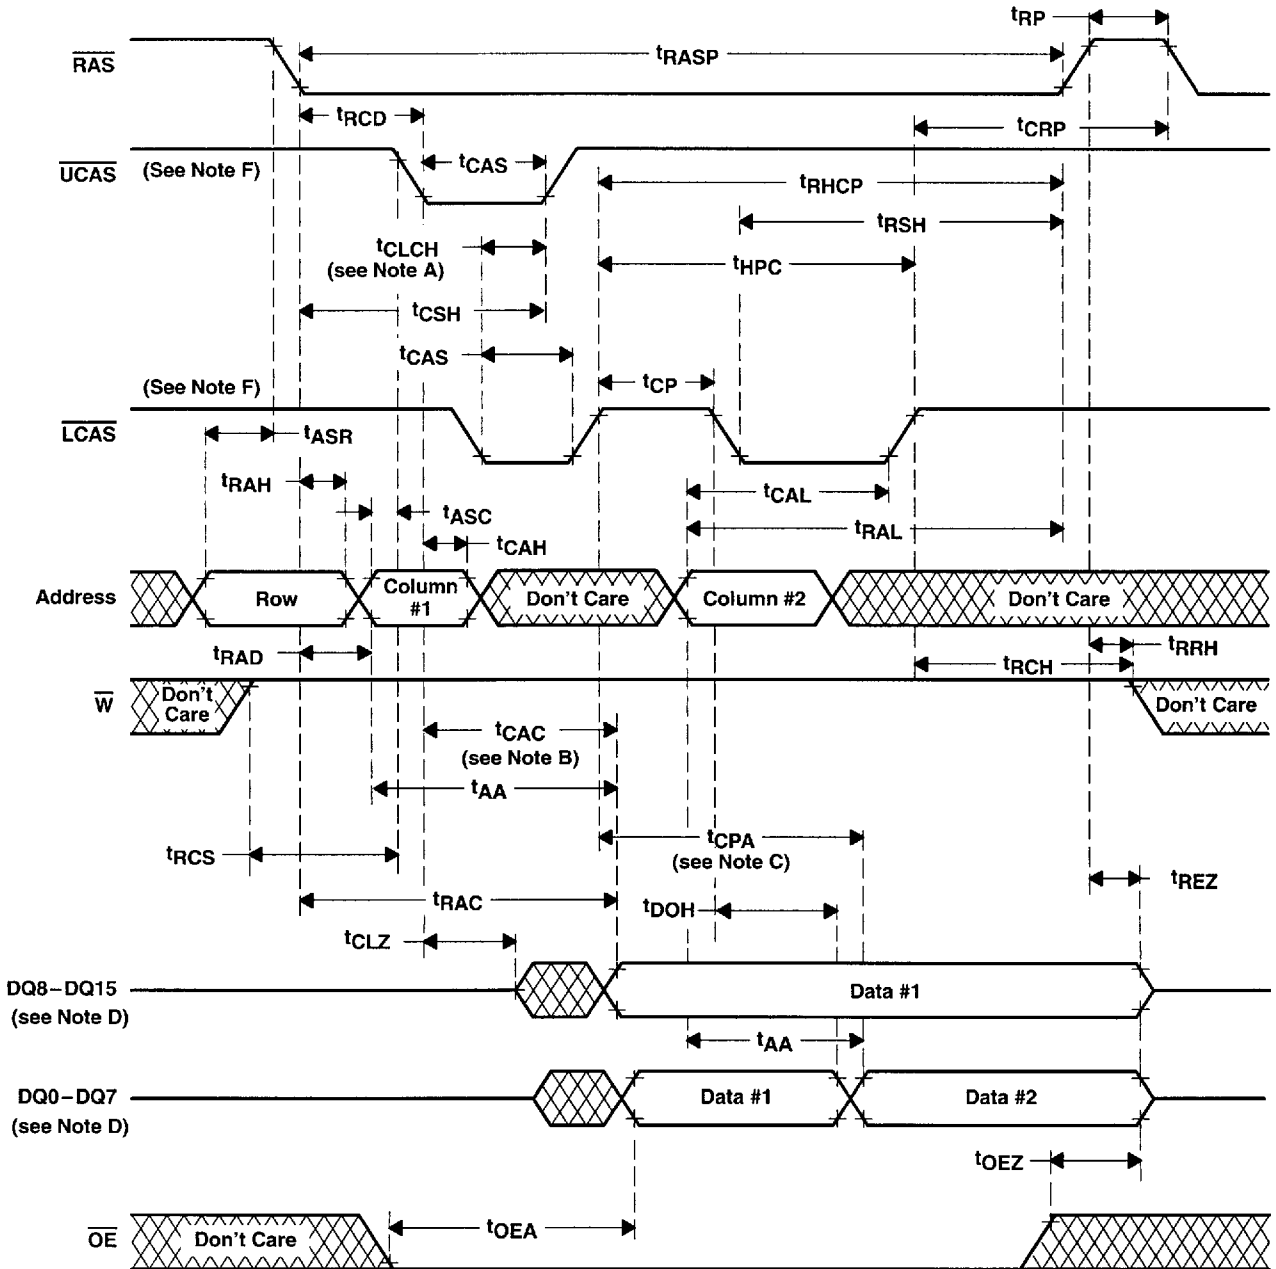 tRP
RAS
tRASP
tRCD
tCRP
UCAS
(See Note F)
tCAS
tRHCP
tRSH
tCLCH
(see Note A)
tHPC
tCSH
tCAS
(See Note F)
tCP
LCAS
tASR
tRAH
tCAL
tASC
tRAL
tCAH
Address
Row
Column
#1
Don't Care
Column #2
Don't Care
tRAD
tRCH
tRRH
W
Don't
Care
Don't Care
tCAC
(see Note B)
tAA
tCPA
(see Note C)
tRCS
tREZ
tRAC
tDOH
tCLZ
DQ8–DQ15
(see Note D)
Data #1
tAA
DQ0–DQ7
(see Note D)
Data #1
Data #2
tOEZ
tOEA
OE
Don't Care